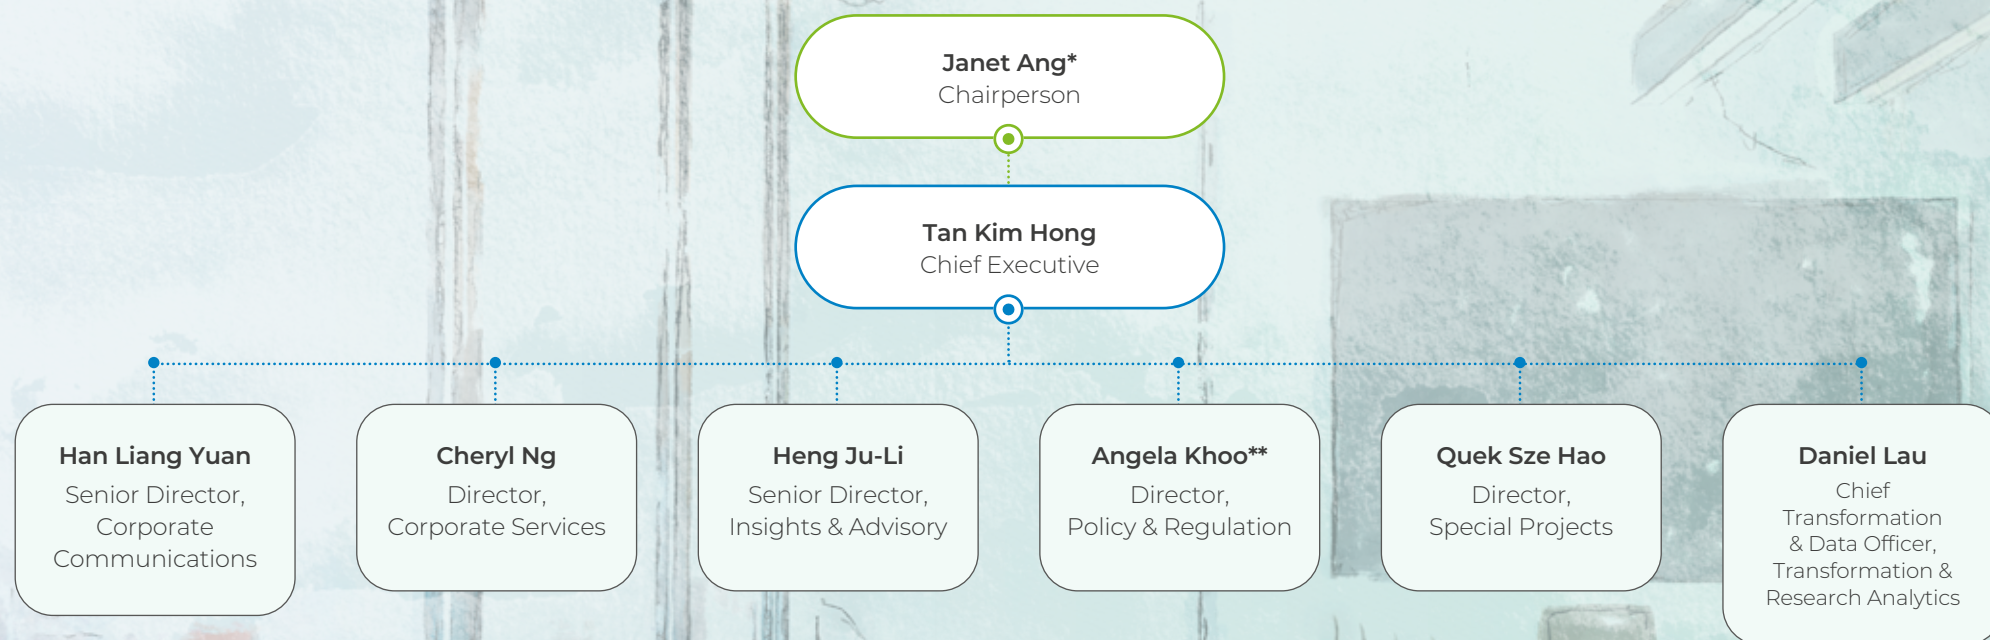 Janet Ang*
Chairperson
Tan Kim Hong
Chief Executive
Han Liang Yuan
Senior Director,
Corporate
Communications
Cheryl Ng
Director,
Corporate Services
Heng Ju-Li
Senior Director,
Insights & Advisory
Angela Khoo**
Director,
Policy & Regulation
Quek Sze Hao
Director,
Special Projects
Daniel Lau
Chief
Transformation
& Data Officer,
Transformation &
Research Analytics